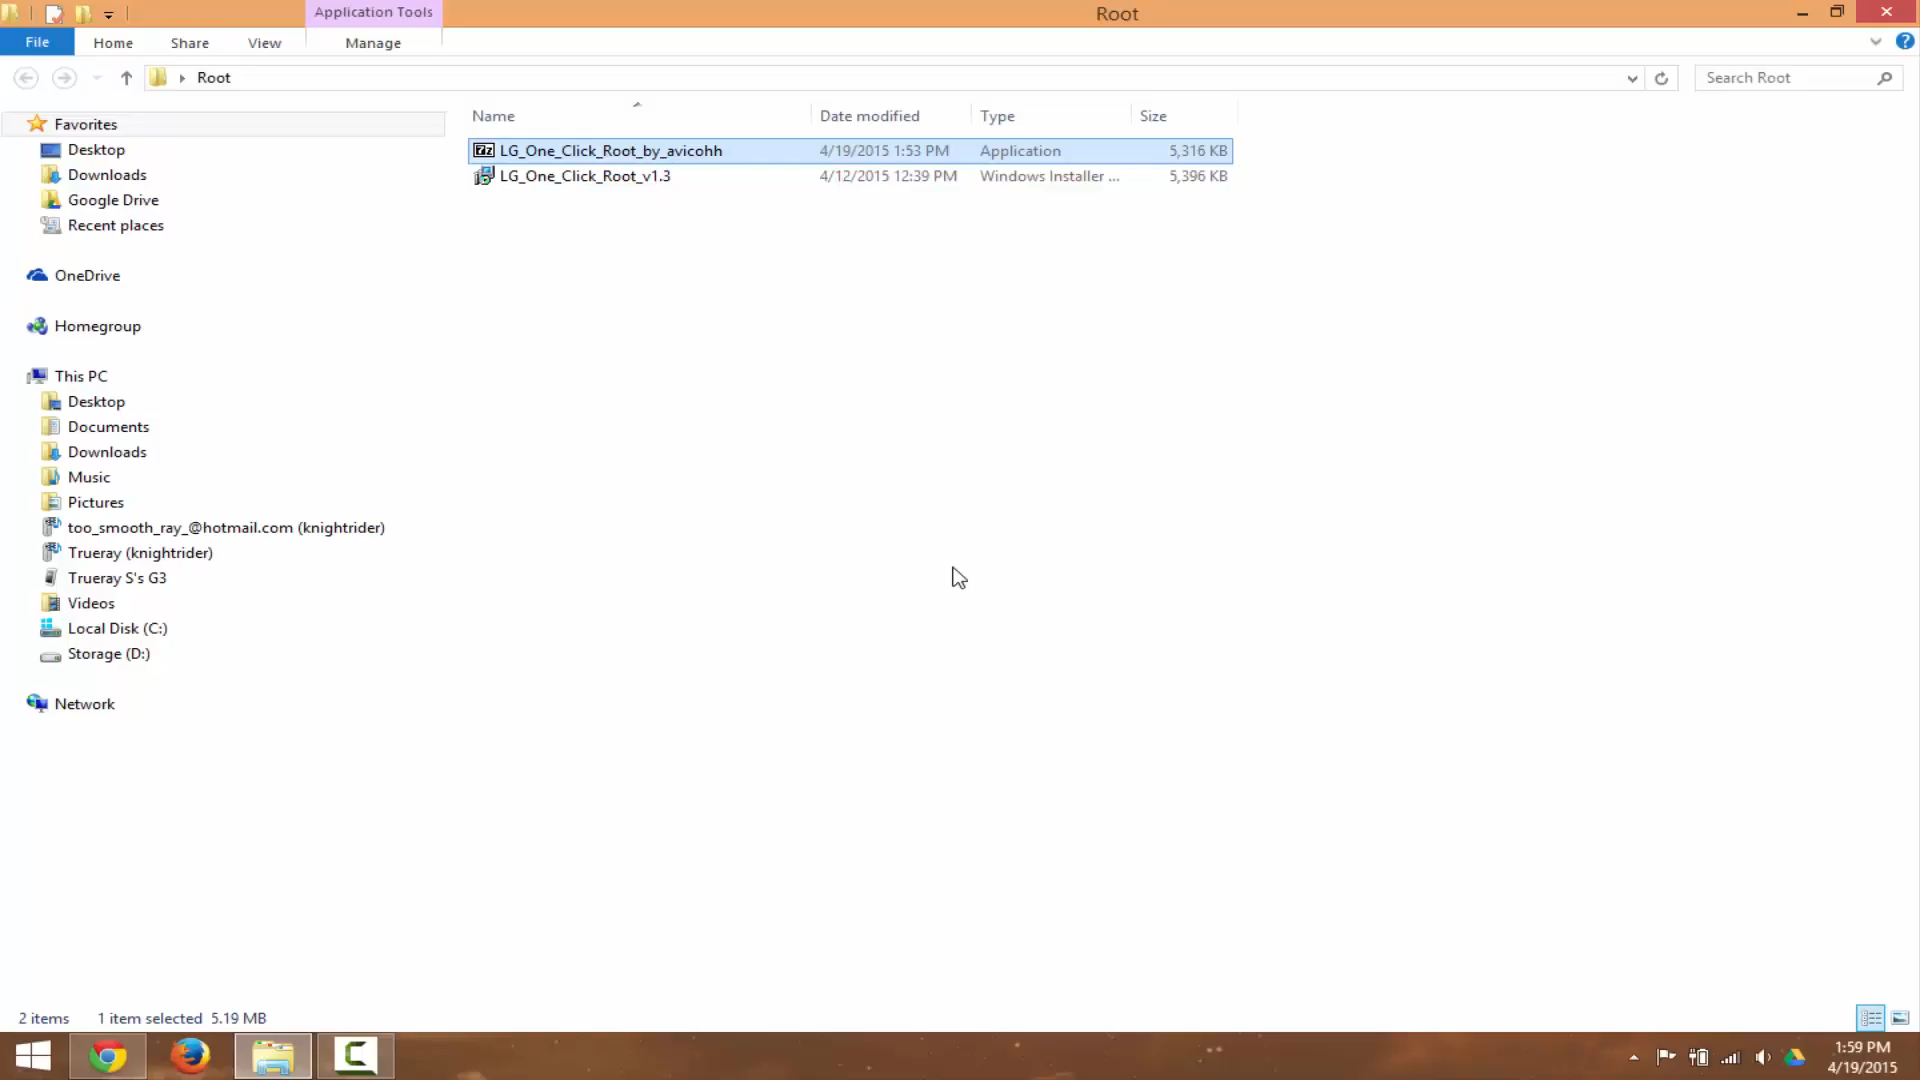 Application Tools
Root
File Home Share View Manage
Root
Search Root
Name Date modified Type Size
LG_One_Click_Root_by_avicohh 4/19/2015 1:53 PM Application 5,316 KB
LG_One_Click_Root_v1.3 4/12/2015 12:39 PM Windows Installer ... 5,396 KB
Favorites
Desktop
Downloads
Google Drive
Recent places
OneDrive
Homegroup
This PC
Desktop
Documents
Downloads
Music
Pictures
too_smooth_ray_@hotmail.com (knightrider)
Trueray (knightrider)
Trueray S's G3
Videos
Local Disk (C:)
Storage (D:)
Network
2 items 1 item selected 5.19 MB
1:59 PM
4/19/2015